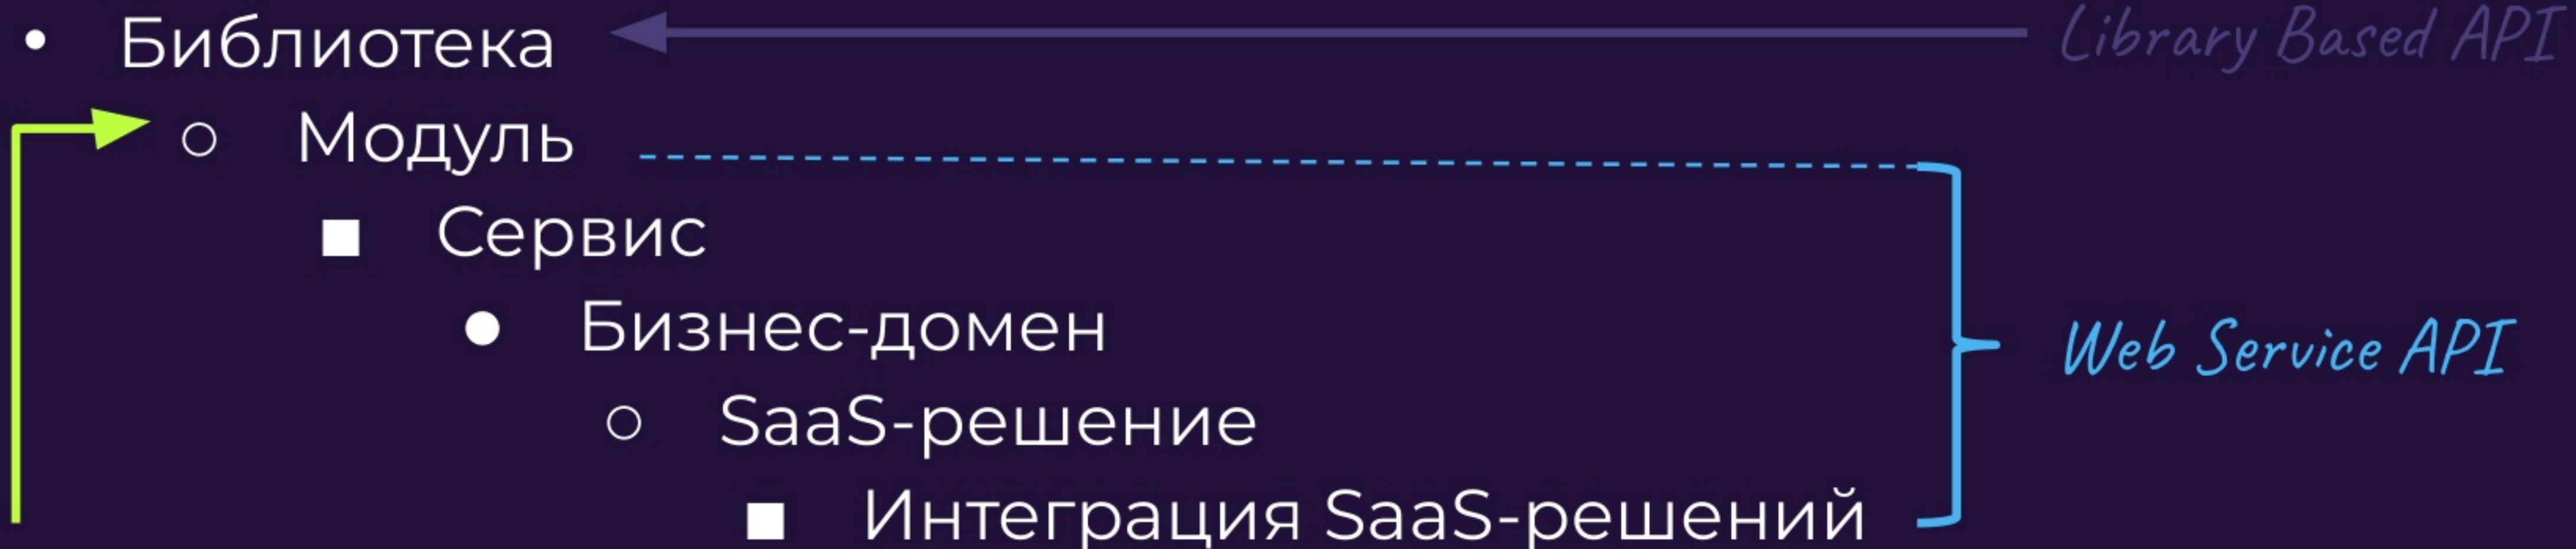 • Библиотека
Library Based API
○ Модуль
■ Сервис
● Бизнес-домен
Web Service API
○ SaaS-решение
■ Интеграция SaaS-решений